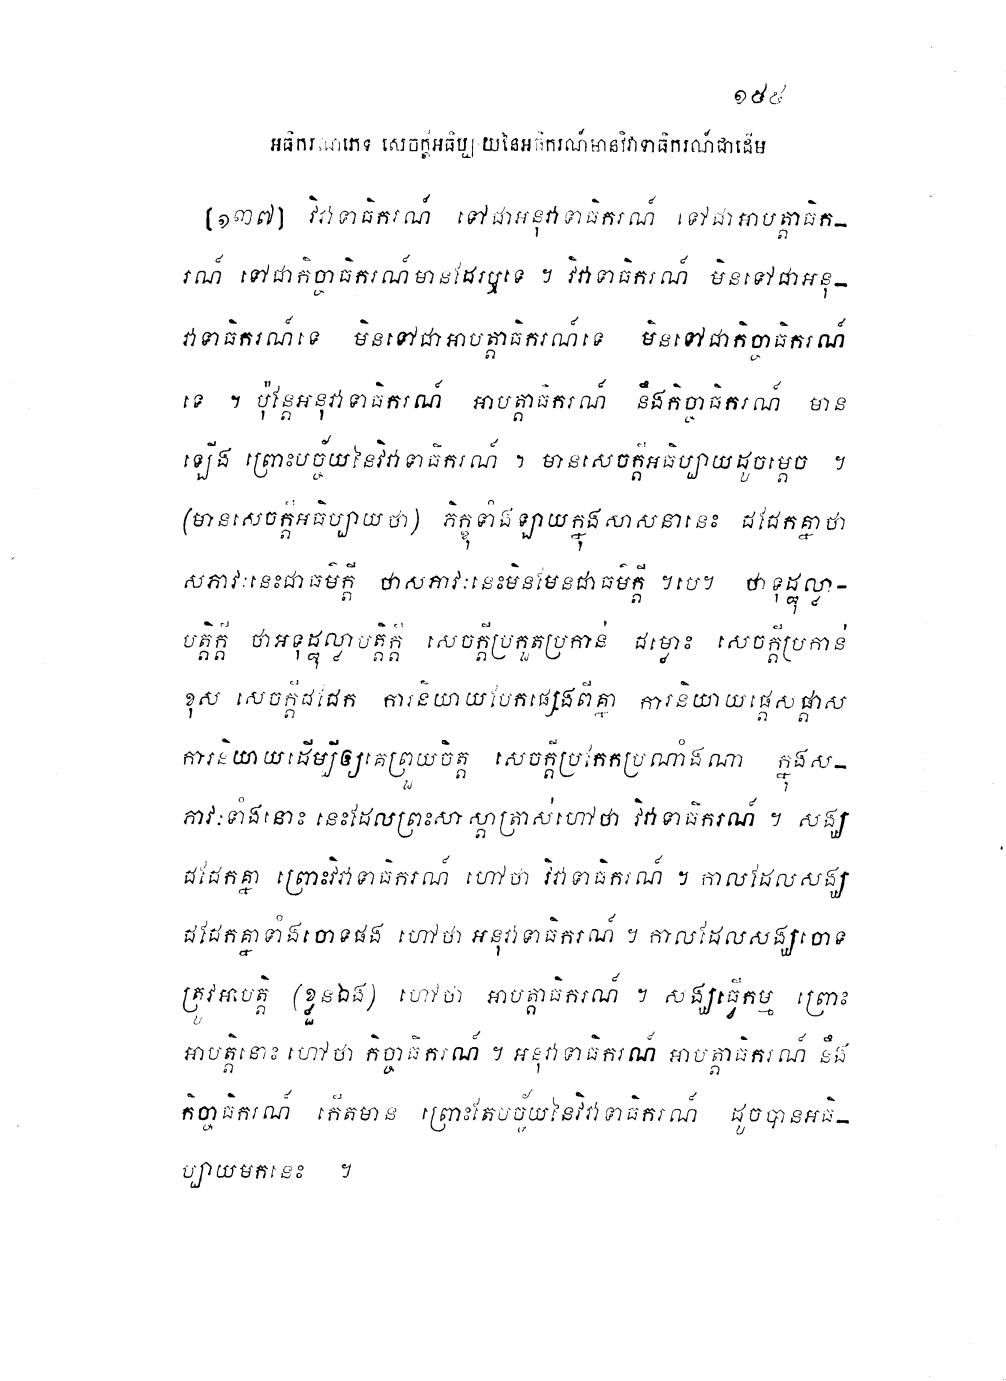 ១៥៩
អធិករណភេទ សេចក្តីអធិប្បាយនៃអធិករណ៍មានវិវាទាធិករណ៍ជាដើម
[១៣៧] វិវាទាធិករណ៍ ទៅជាអនុវាទាធិករណ៍ ទៅជាអាបត្តាធិក-
រណ៍ ទៅជាកិច្ចាធិករណ៍មានដែរឬទេ ។ វិវាទាធិករណ៍ មិនទៅជាអនុ-
វាទាធិករណ៍ទេ មិនទៅជាអាបត្តាធិករណ៍ទេ មិនទៅជាកិច្ចាធិករណ៍
ទេ ។ ប៉ុន្តែអនុវាទាធិករណ៍ អាបត្តាធិករណ៍ នឹងកិច្ចាធិករណ៍ មាន
ឡើង ព្រោះបច្ច័យនៃវិវាទាធិករណ៍ ។ មានសេចក្តីអធិប្បាយដូចម្តេច ។
(មានសេចក្តីអធិប្បាយថា) ភិក្ខុទាំងឡាយក្នុងសាសនានេះ ដដែកគ្នាថា
សភាវៈនេះជាធម៌ក្តី ថាសភាវៈនេះមិនមែនជាធម៌ក្តី ។បេ។ ថាទុដ្ឋុល្លា-
បត្តិក្តី ថាអទុដ្ឋុល្លាបត្តិក្តី សេចក្តីប្រកួតប្រកាន់ ជម្លោះ សេចក្តីប្រកាន់
ខុស សេចក្តីដដែក ការនិយាយបែកផ្សេងពីគ្នា ការនិយាយផ្តេសផ្តាស
ការនិយាយដើម្បីឲ្យគេព្រួយចិត្ត សេចក្តីប្រកែកប្រណាំងណា ក្នុងស-
ភាវៈទាំងនោះ នេះដែលព្រះសាស្តាត្រាស់ហៅថា វិវាទាធិករណ៍ ។ សង្ឃ
ដដែកគ្នា ព្រោះវិវាទាធិករណ៍ ហៅថា វិវាទាធិករណ៍ ។ កាលដែលសង្ឃ
ដដែកគ្នាទាំងចោទផង ហៅថា អនុវាទាធិករណ៍ ។ កាលដែលសង្ឃចោទ
ត្រូវអាបត្តិ (ខ្លួនឯង) ហៅថា អាបត្តាធិករណ៍ ។ សង្ឃធ្វើកម្ម ព្រោះ
អាបត្តិនោះ ហៅថា កិច្ចាធិករណ៍ ។ អនុវាទាធិករណ៍ អាបត្តាធិករណ៍ នឹង
កិច្ចាធិករណ៍ កើតមាន ព្រោះតែបច្ច័យនៃវិវាទាធិករណ៍ ដូចបានអធិ-
ប្បាយមកនេះ ។